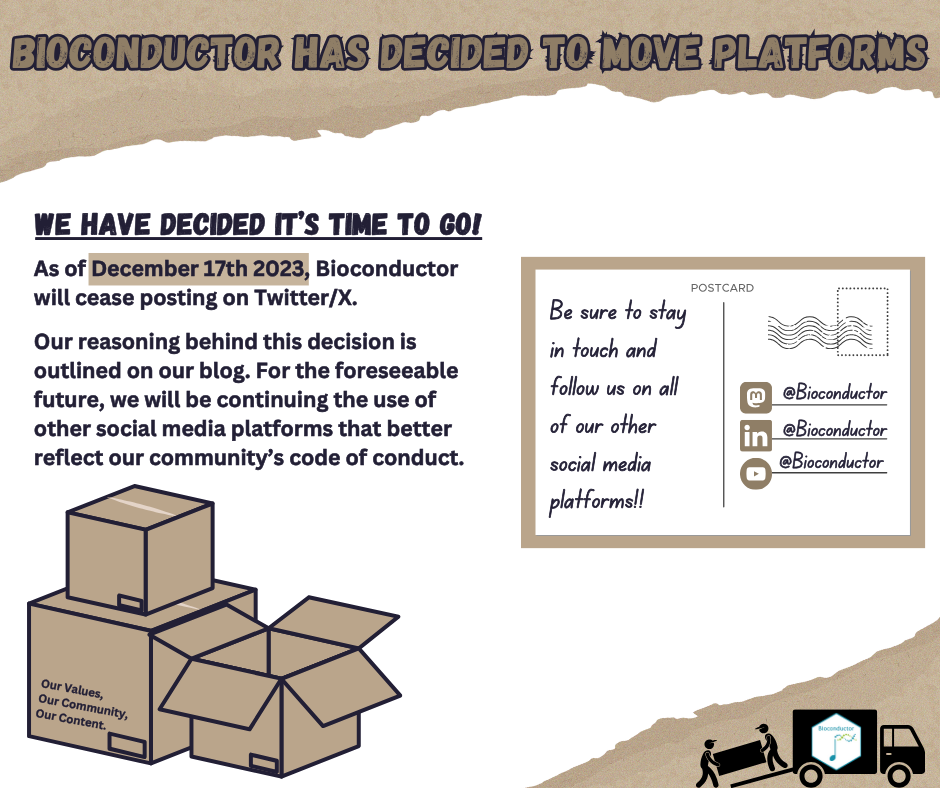 BIOCONDUCTOR HAS DECIDED TO MOVE PLATFORMS
WE HAVE DECIDED IT'S TIME TO GO!
As of December 17th 2023, Bioconductor
will cease posting on Twitter/X.
Our reasoning behind this decision is
outlined on our blog. For the foreseeable
future, we will be continuing the use of
other social media platforms that better
reflect our community's code of conduct.
POSTCARD
Be sure to stay
in touch and
follow us on all
of our other
social media
platforms!!
@Bioconductor
in @Bioconductor
@Bioconductor
Our Values,
Our Community,
Our Content.
Bioconductor